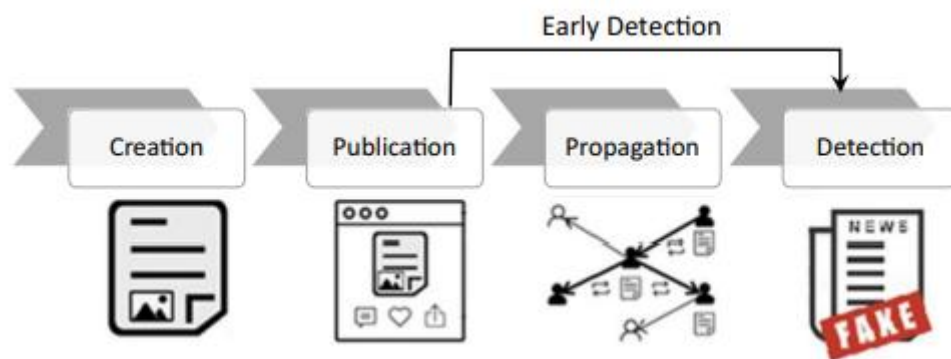 Early Detection
Creation
Publication
Propagation
Detection
NEWS
FAKE